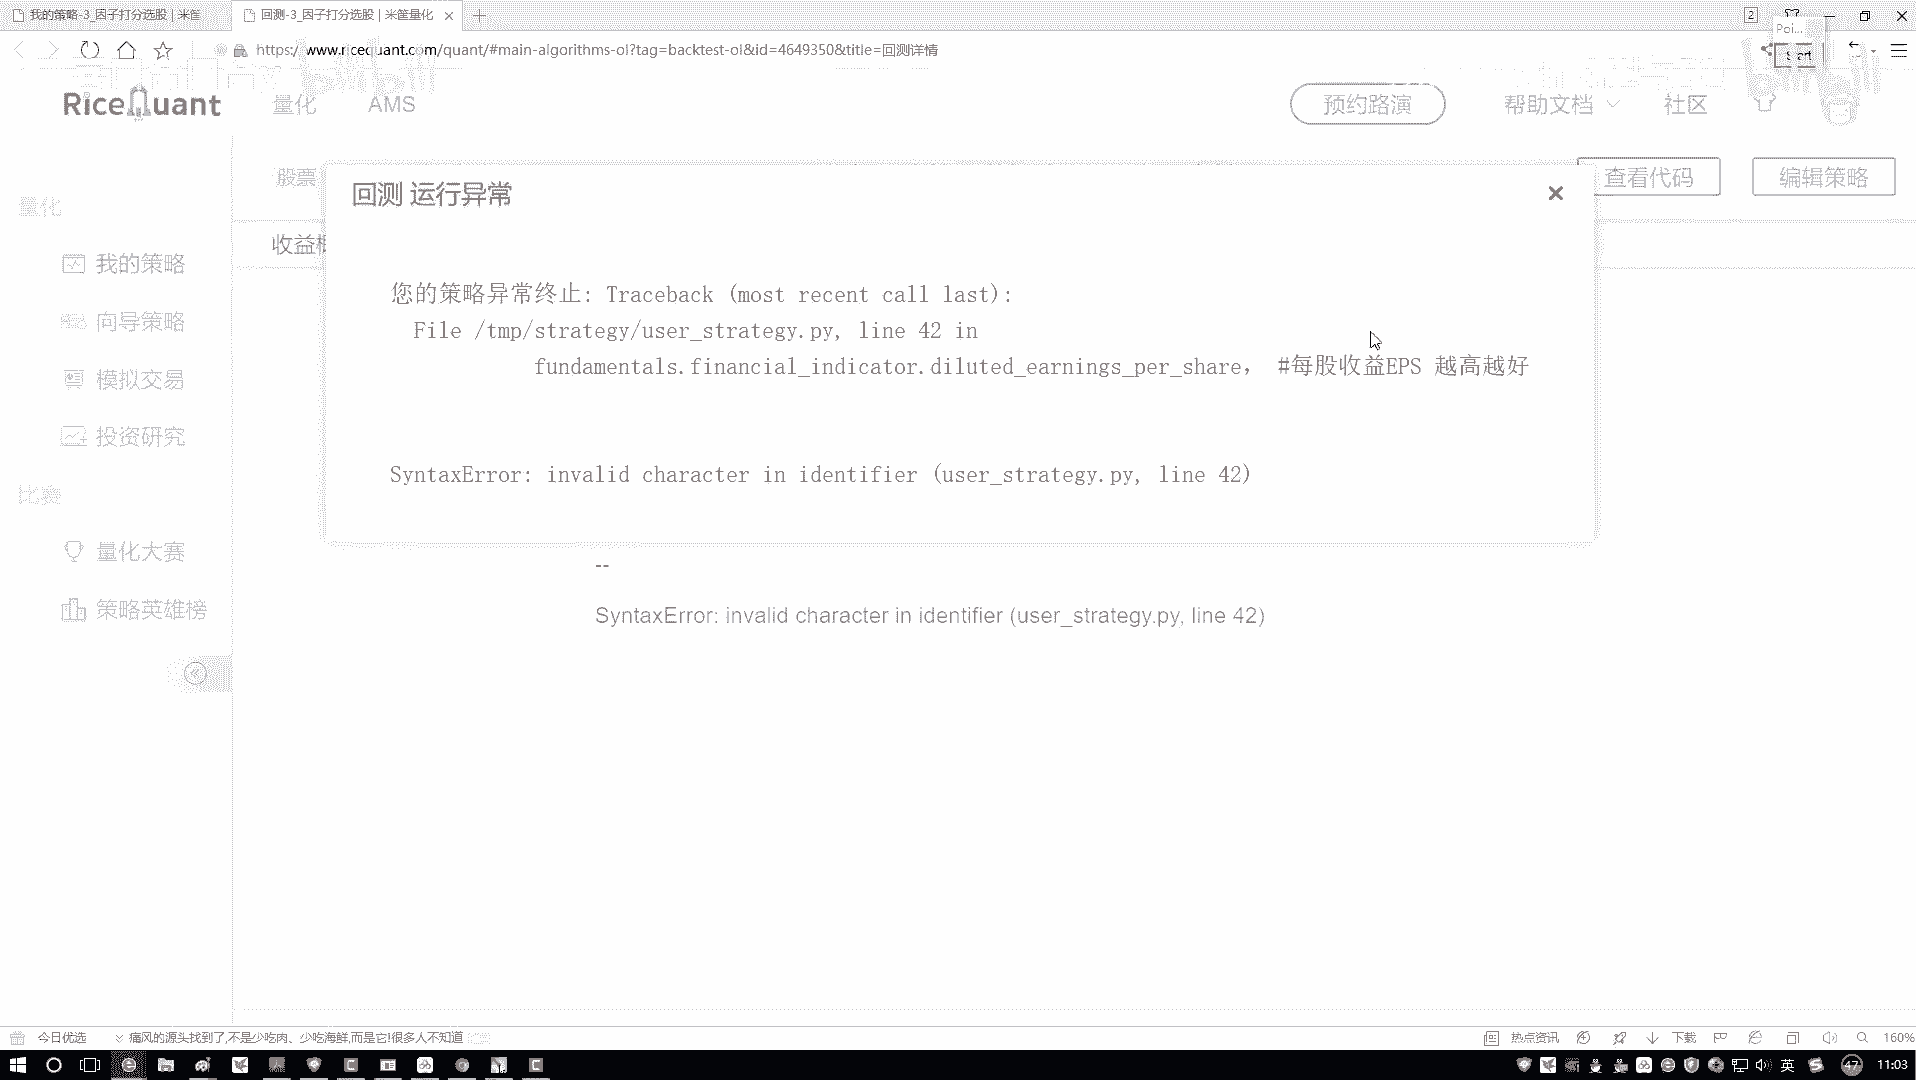 我的策略-3_因子打分选股 | 米筐
回测-3_因子打分选股 | 米筐量化
2
Poi...
https://www.ricequant.com/quant/#main-algorithms-ol?tag=backtest-ol&id=4649350&title=回测详情
RiceQuant
量化
AMS
预约路演
帮助文档
社区
股票
查看代码
编辑策略
回测 运行异常
量化
收益
我的策略
您的策略异常终止: Traceback (most recent call last):
向导策略
File /tmp/strategy/user_strategy.py, line 42 in
fundamentals.financial_indicator.diluted_earnings_per_share， #每股收益EPS 越高越好
模拟交易
投资研究
SyntaxError: invalid character in identifier (user_strategy.py, line 42)
比赛
量化大赛
--
策略英雄榜
SyntaxError: invalid character in identifier (user_strategy.py, line 42)
今日优选
痛风的源头找到了,不是少吃肉、少吃海鲜,而是它!很多人不知道
热点资讯
下载
160%
英
47
11:03